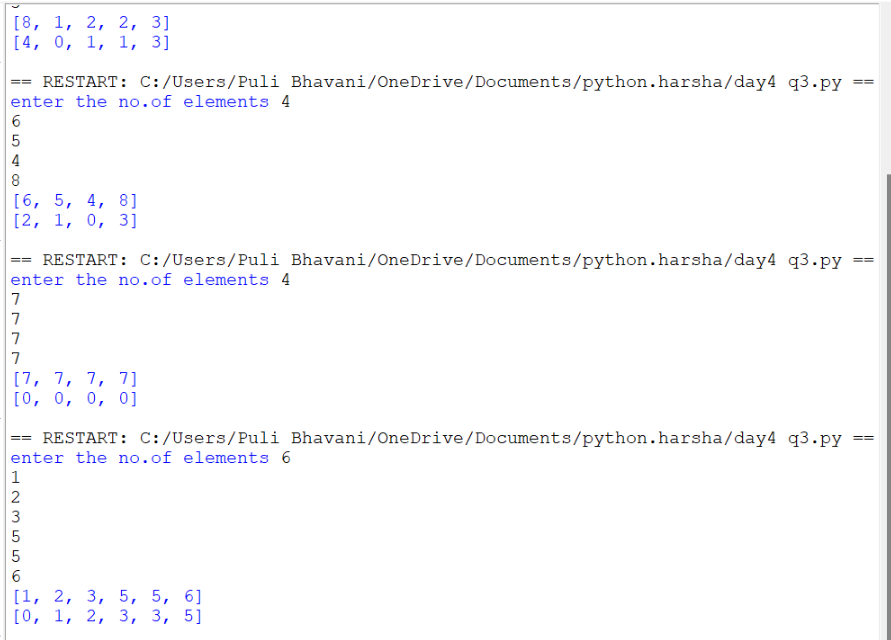 [8, 1, 2, 2, 3]
[4, 0, 1, 1, 3]
== RESTART: C:/Users/Puli Bhavani/OneDrive/Documents/python.harsha/day4 q3.py ==
enter the no.of elements 4
6
5
4
8
[6, 5, 4, 8]
[2, 1, 0, 3]
== RESTART: C:/Users/Puli Bhavani/OneDrive/Documents/python.harsha/day4 q3.py ==
enter the no.of elements 4
7
7
7
7
[7, 7, 7, 7]
[0, 0, 0, 0]
== RESTART: C:/Users/Puli Bhavani/OneDrive/Documents/python.harsha/day4 q3.py ==
enter the no.of elements 6
1
2
3
5
5
6
[1, 2, 3, 5, 5, 6]
[0, 1, 2, 3, 3, 5]